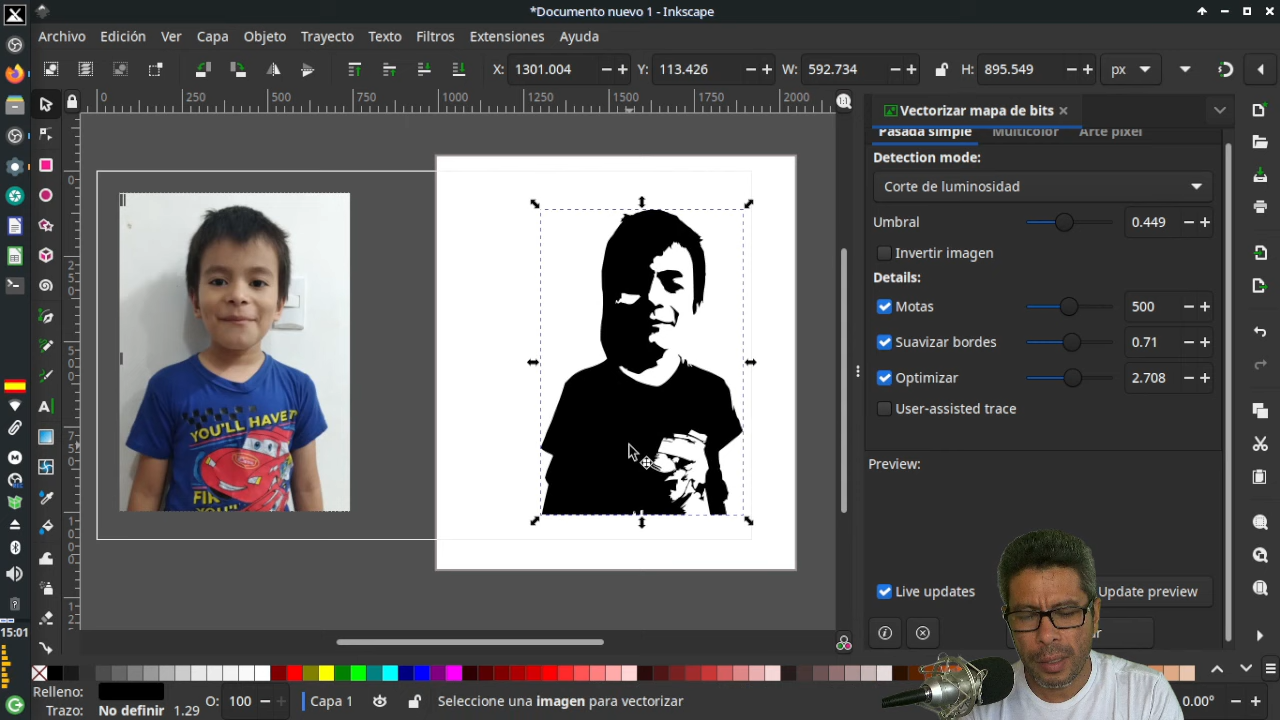 *Documento nuevo 1 - Inkscape
Archivo Edición Ver Capa Objeto Trayecto Texto Filtros Extensiones Ayuda
X: 1301.004 Y: 113.426 W: 592.734 H: 895.549 px
0 250 500 750 1000 1250 1500 1750 2000
Vectorizar mapa de bits
Pasada simple Multicolor Arte pixel
Detection mode:
Corte de luminosidad
Umbral 0.449
Invertir imagen
Details:
Motas 500
Suavizar bordes 0.71
Optimizar 2.708
User-assisted trace
Preview:
Live updates Update preview
YOU'LL HAVE
FIR
YOU
15:01
Relleno: O: 100 Capa 1 Seleccione una imagen para vectorizar 0.00°
Trazo: No definir 1.29